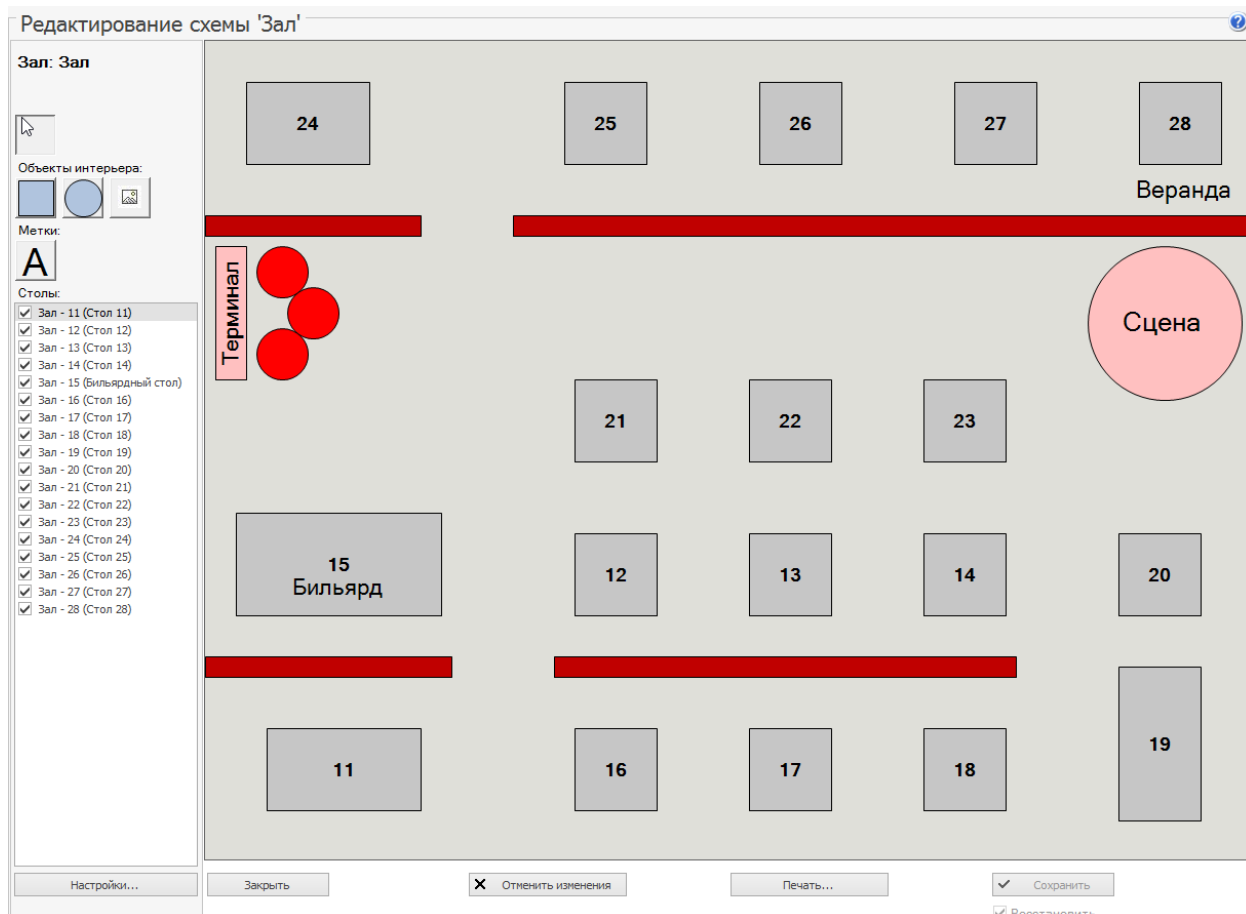 Редактирование схемы 'Зал'
?
Зал: Зал
Объекты интерьера:
Метки:
A
Столы:
Зал - 11 (Стол 11)
Зал - 12 (Стол 12)
Зал - 13 (Стол 13)
Зал - 14 (Стол 14)
Зал - 15 (Бильярдный стол)
Зал - 16 (Стол 16)
Зал - 17 (Стол 17)
Зал - 18 (Стол 18)
Зал - 19 (Стол 19)
Зал - 20 (Стол 20)
Зал - 21 (Стол 21)
Зал - 22 (Стол 22)
Зал - 23 (Стол 23)
Зал - 24 (Стол 24)
Зал - 25 (Стол 25)
Зал - 26 (Стол 26)
Зал - 27 (Стол 27)
Зал - 28 (Стол 28)
Настройки...
24
25
26
27
28
Веранда
Терминал
Сцена
21
22
23
15
Бильярд
12
13
14
20
11
16
17
18
19
Закрыть
Отменить изменения
Печать...
Сохранить
Восстановить